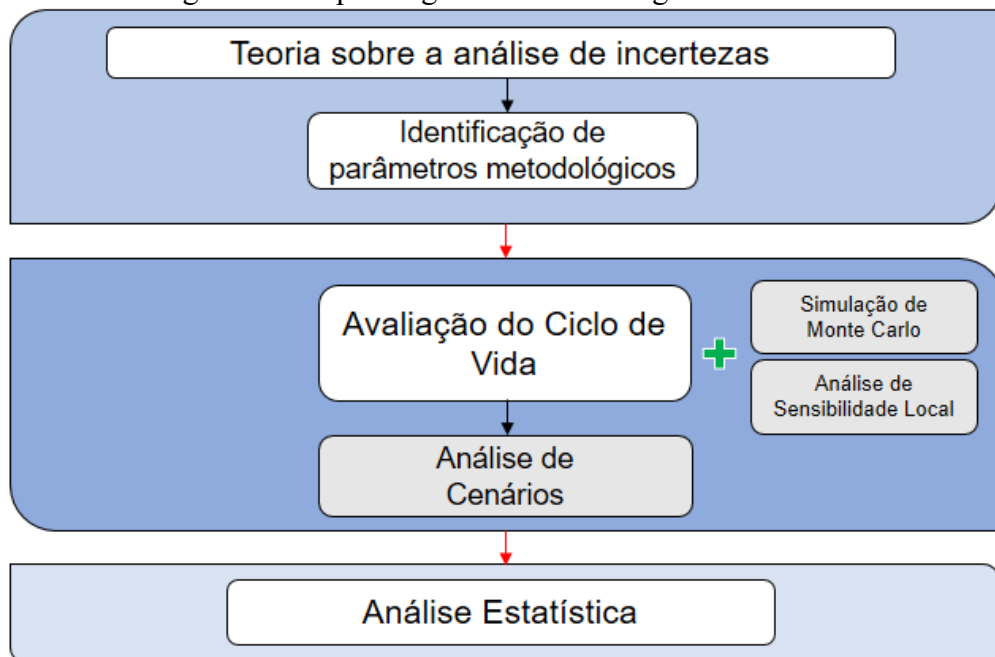 Teoria sobre a análise de incertezas
Identificação de
parâmetros metodológicos
Avaliação do Ciclo de
Vida
Simulação de
Monte Carlo
Análise de
Sensibilidade Local
Análise de
Cenários
Análise Estatística